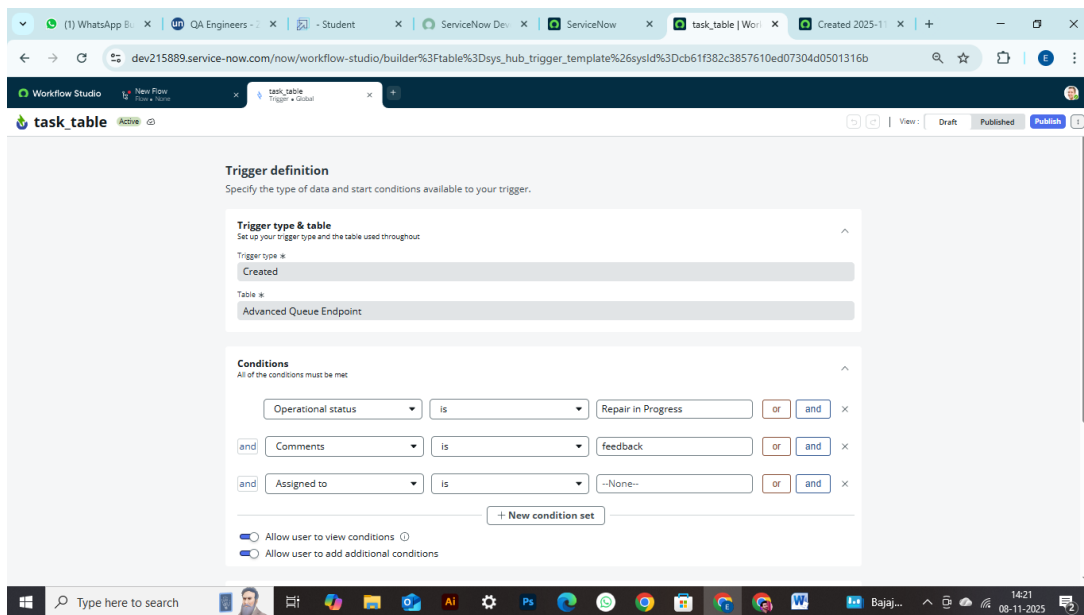 (1) WhatsApp Bu
QA Engineers - 2
- Student
ServiceNow Dev
ServiceNow
task_table | Worl
Created 2025-11
dev215889.service-now.com/now/workflow-studio/builder%3Ftable%3Dsys_hub_trigger_template%26sysId%3Dcb61f382c3857610ed07304d0501316b
E
Workflow Studio
New Flow
Flow • None
task_table
Trigger • Global
task_table
Active
View :
Draft
Published
Publish
Trigger definition
Specify the type of data and start conditions available to your trigger.
Trigger type & table
Set up your trigger type and the table used throughout
Trigger type *
Created
Table *
Advanced Queue Endpoint
Conditions
All of the conditions must be met
Operational status is Repair in Progress or and
and Comments is feedback or and
and Assigned to is --None-- or and
+ New condition set
Allow user to view conditions
Allow user to add additional conditions
Type here to search
Ai
Ps
W
Bajaj...
14:21
08-11-2025
2